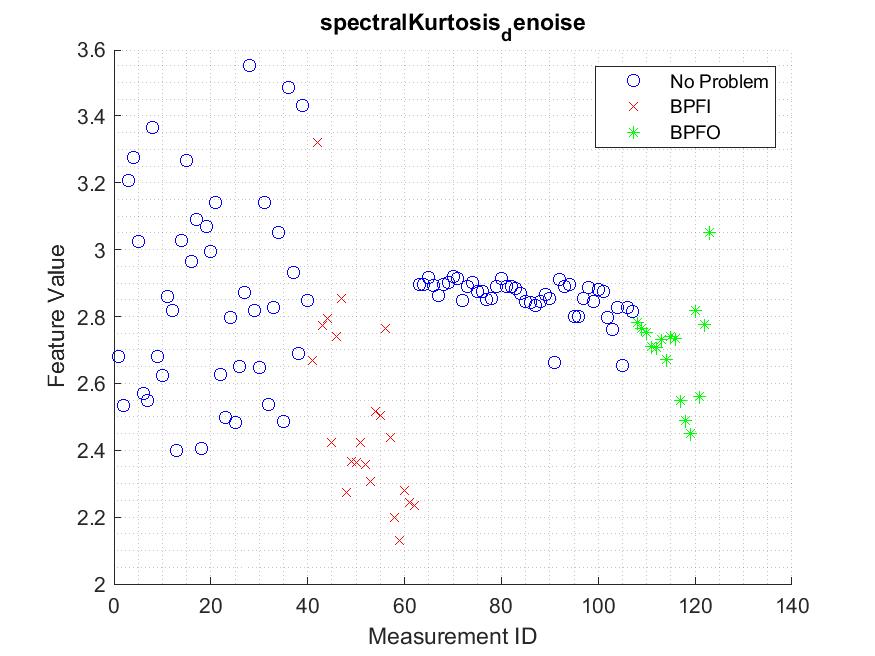 spectralKurtosis_denoise
3.6
3.4
3.2
3
2.8
2.6
2.4
2.2
2
Feature Value
No Problem
BPFI
BPFO
0 20 40 60 80 100 120 140
Measurement ID